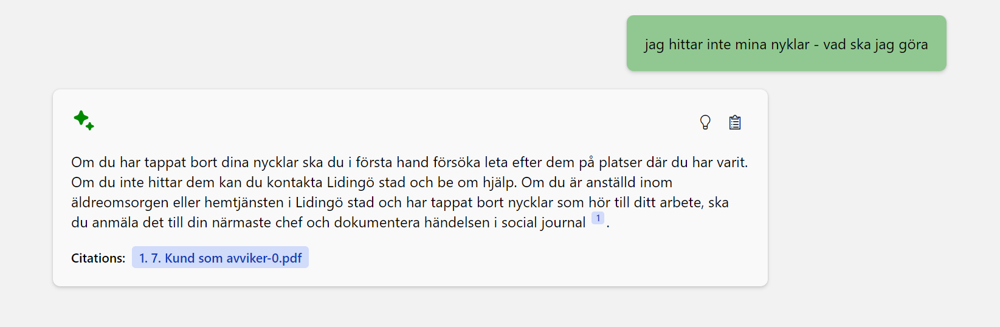 jag hittar inte mina nyklar - vad ska jag göra
Om du har tappat bort dina nycklar ska du i första hand försöka leta efter dem på platser där du har varit.
Om du inte hittar dem kan du kontakta Lidingö stad och be om hjälp. Om du är anställd inom
äldreomsorgen eller hemtjänsten i Lidingö stad och har tappat bort nycklar som hör till ditt arbete, ska
du anmäla det till din närmaste chef och dokumentera händelsen i social journal 1.
Citations: 1. 7. Kund som avviker-0.pdf